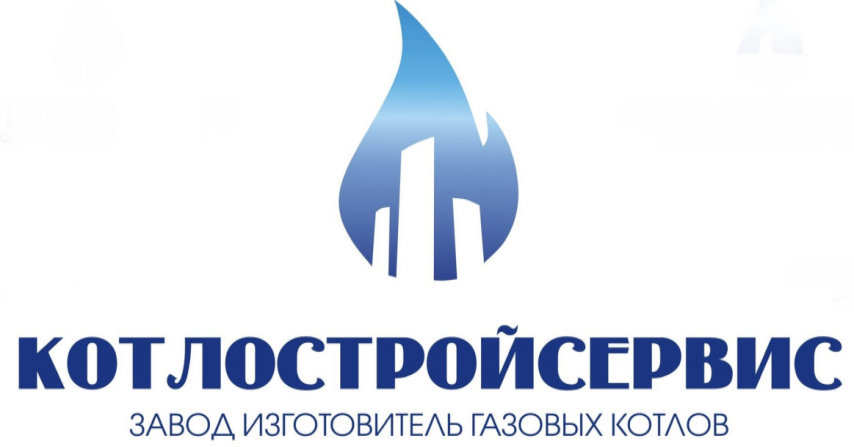 КОТЛОСТРОЙСЕРВИС
ЗАВОД ИЗГОТОВИТЕЛЬ ГАЗОВЫХ КОТЛОВ